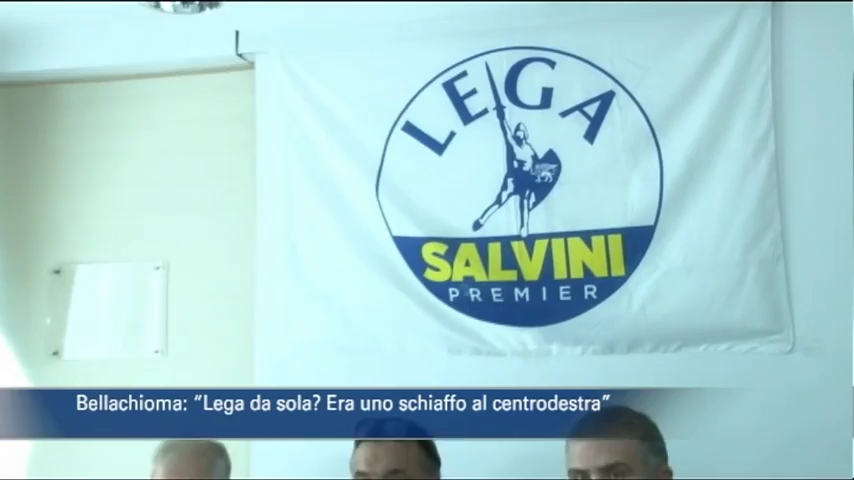 LEGA
SALVINI
PREMIER
Bellachioma: “Lega da sola? Era uno schiaffo al centrodestra”